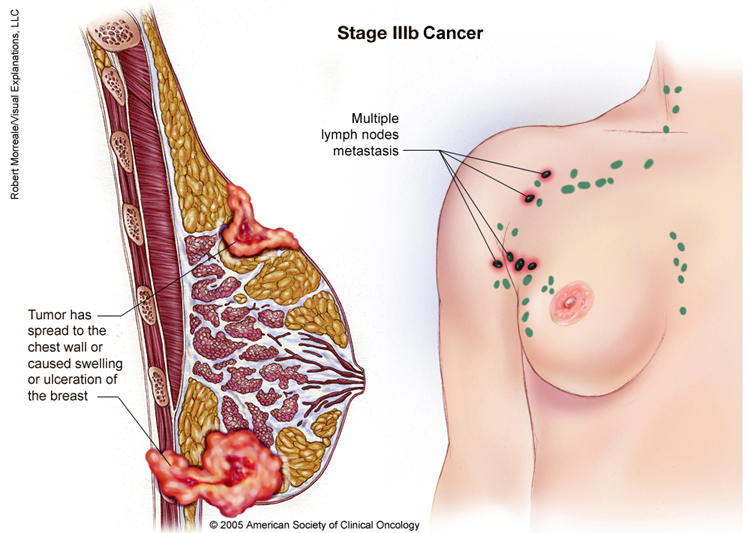 Robert Morreale/Visual Explanations, LLC
Stage IIIb Cancer
Multiple
lymph nodes
metastasis
Tumor has
spread to the
chest wall or
caused swelling
or ulceration of
the breast
© 2005 American Society of Clinical Oncology